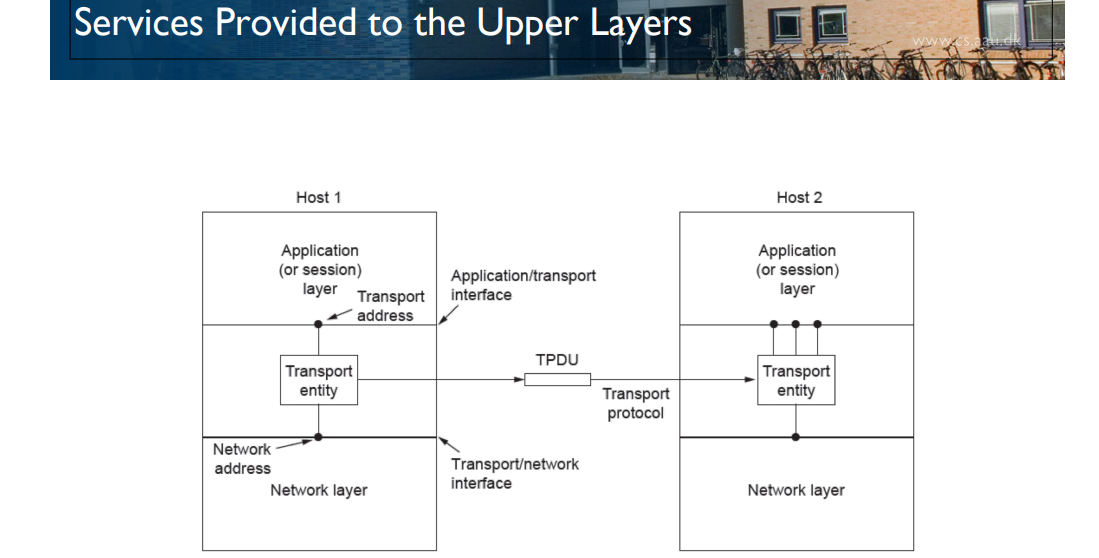 Services Provided to the Upper Layers
www.cs.aau.dk
Host 1
Host 2
Application
(or session)
layer
Transport
address
Application/transport
interface
Application
(or session)
layer
Transport
entity
TPDU
Transport
protocol
Transport
entity
Network
address
Network layer
Transport/network
interface
Network layer